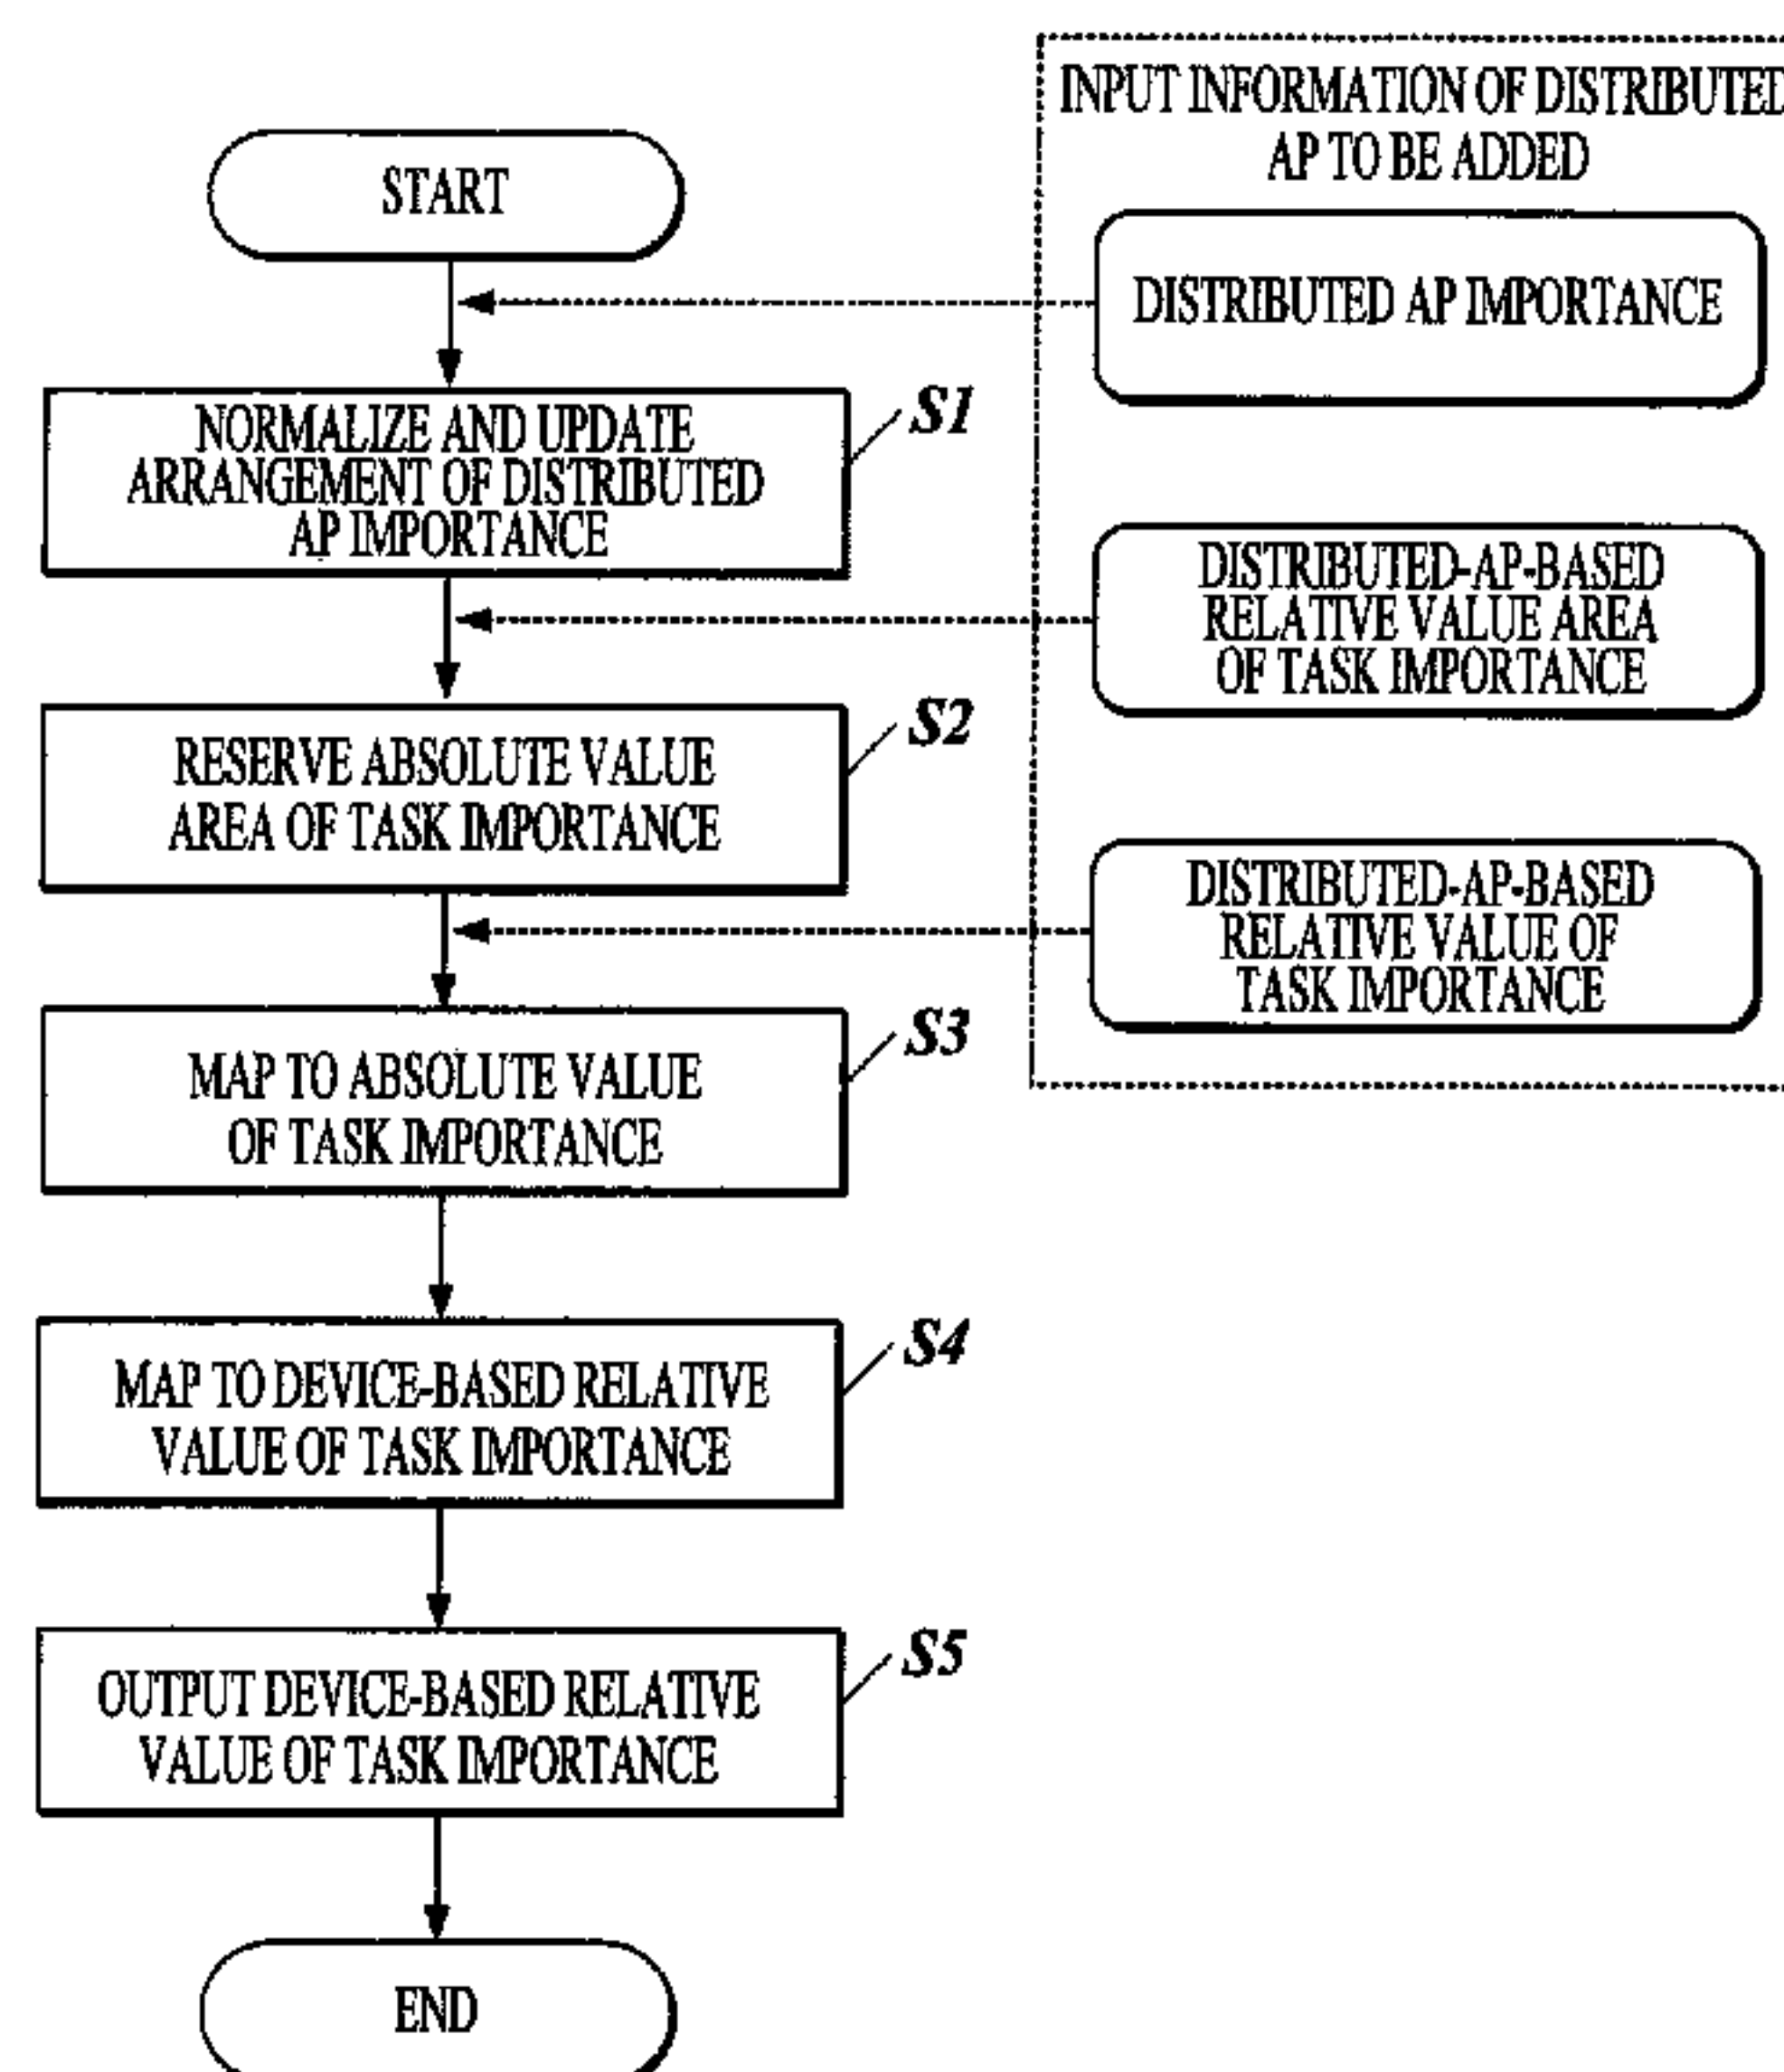 START
NORMALIZE AND UPDATE
ARRANGEMENT OF DISTRIBUTED
AP IMPORTANCE
S1
RESERVE ABSOLUTE VALUE
AREA OF TASK IMPORTANCE
S2
MAP TO ABSOLUTE VALUE
OF TASK IMPORTANCE
S3
MAP TO DEVICE-BASED RELATIVE
VALUE OF TASK IMPORTANCE
S4
OUTPUT DEVICE-BASED RELATIVE
VALUE OF TASK IMPORTANCE
S5
END
INPUT INFORMATION OF DISTRIBUTED
AP TO BE ADDED
DISTRIBUTED AP IMPORTANCE
DISTRIBUTED-AP-BASED
RELATIVE VALUE AREA
OF TASK IMPORTANCE
DISTRIBUTED-AP-BASED
RELATIVE VALUE OF
TASK IMPORTANCE